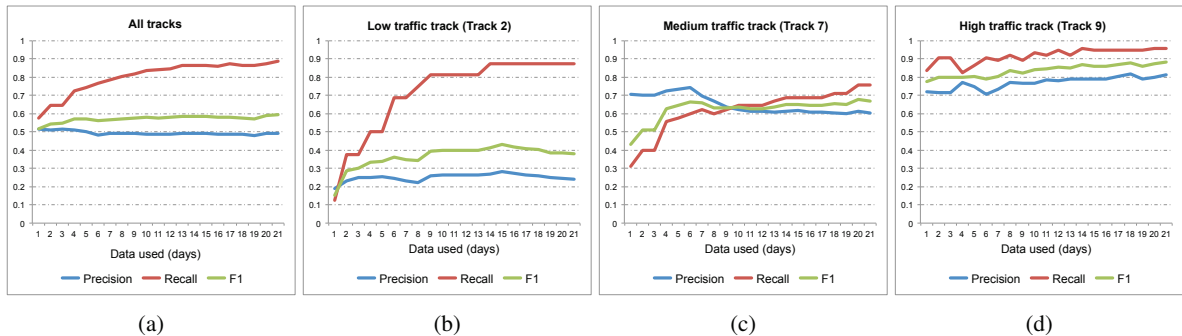 All tracks
1
0.9
0.8
0.7
0.6
0.5
0.4
0.3
0.2
0.1
0
1 2 3 4 5 6 7 8 9 10 11 12 13 14 15 16 17 18 19 20 21
Data used (days)
Precision Recall F1
(a)
Low traffic track (Track 2)
1
0.9
0.8
0.7
0.6
0.5
0.4
0.3
0.2
0.1
0
1 2 3 4 5 6 7 8 9 10 11 12 13 14 15 16 17 18 19 20 21
Data used (days)
Precision Recall F1
(b)
Medium traffic track (Track 7)
1
0.9
0.8
0.7
0.6
0.5
0.4
0.3
0.2
0.1
0
1 2 3 4 5 6 7 8 9 10 11 12 13 14 15 16 17 18 19 20 21
Data used (days)
Precision Recall F1
(c)
High traffic track (Track 9)
1
0.9
0.8
0.7
0.6
0.5
0.4
0.3
0.2
0.1
0
1 2 3 4 5 6 7 8 9 10 11 12 13 14 15 16 17 18 19 20 21
Data used (days)
Precision Recall F1
(d)